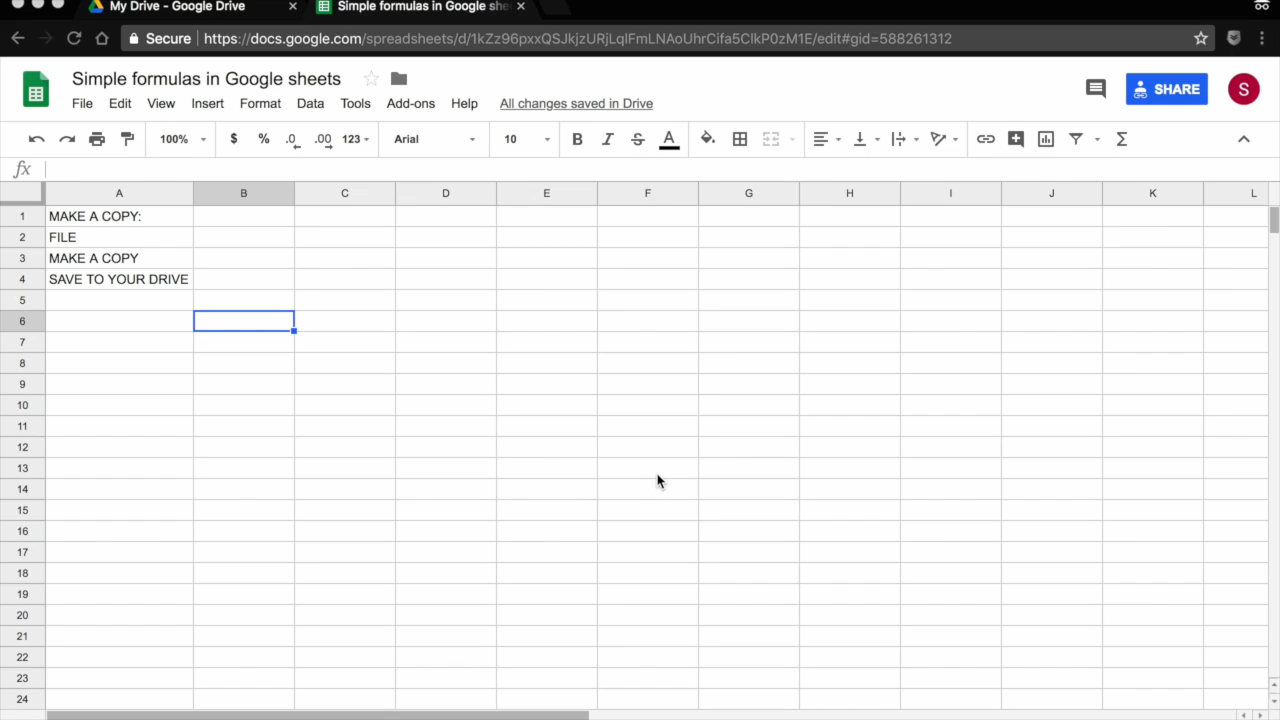 My Drive - Google Drive
Simple formulas in Google she
Secure https://docs.google.com/spreadsheets/d/1kZz96pxxQSJkjzURjLqlFmLNAoUhrCifa5ClkP0zM1E/edit#gid=588261312
Simple formulas in Google sheets
File Edit View Insert Format Data Tools Add-ons Help All changes saved in Drive
SHARE
S
100% $ % .0 .00 123 Arial 10 B I S A Σ
fx
A B C D E F G H I J K L
1 MAKE A COPY:
2 FILE
3 MAKE A COPY
4 SAVE TO YOUR DRIVE
5
6
7
8
9
10
11
12
13
14
15
16
17
18
19
20
21
22
23
24